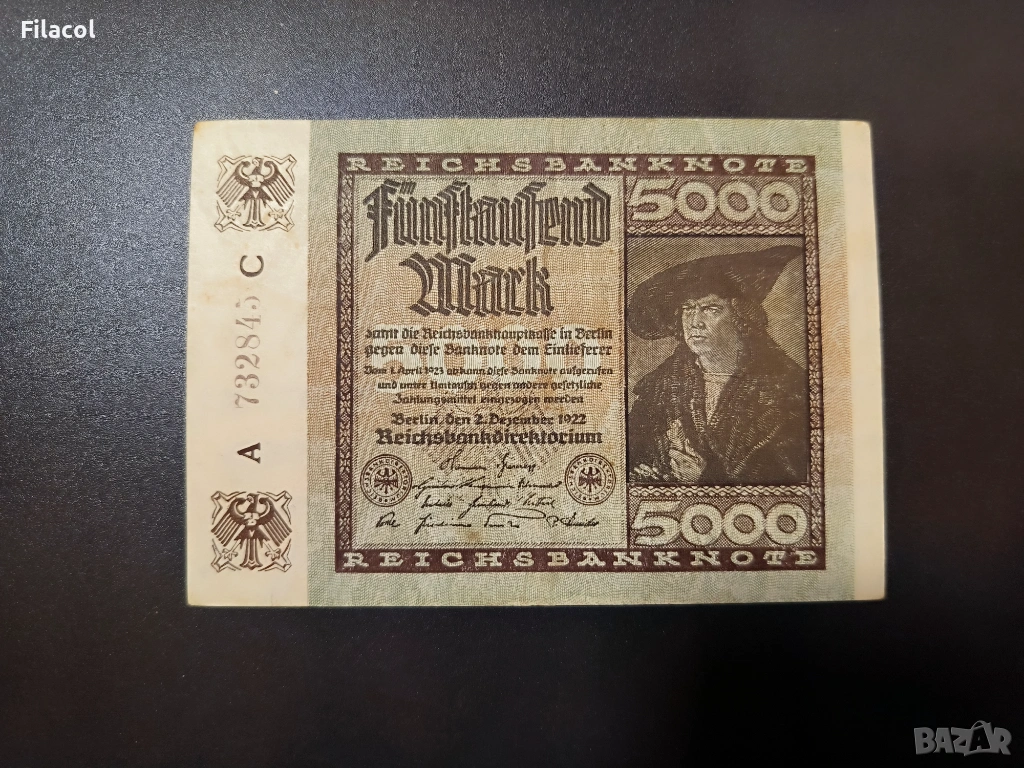 Filacol
REICHSBANKNOTE
Fünftausend
Mark
5000
zahlt die Reichsbankhauptkasse in Berlin
gegen diese Banknote dem Einlieferer
Vom 1. April 1923 ab kann diese Banknote aufgerufen
und unter Umtausch gegen andere gesetzliche
Zahlungsmittel eingezogen werden
Berlin, den 2. Dezember 1922
Reichsbankdirektorium
5000
REICHSBANKNOTE
A 732845 C
BAZAR